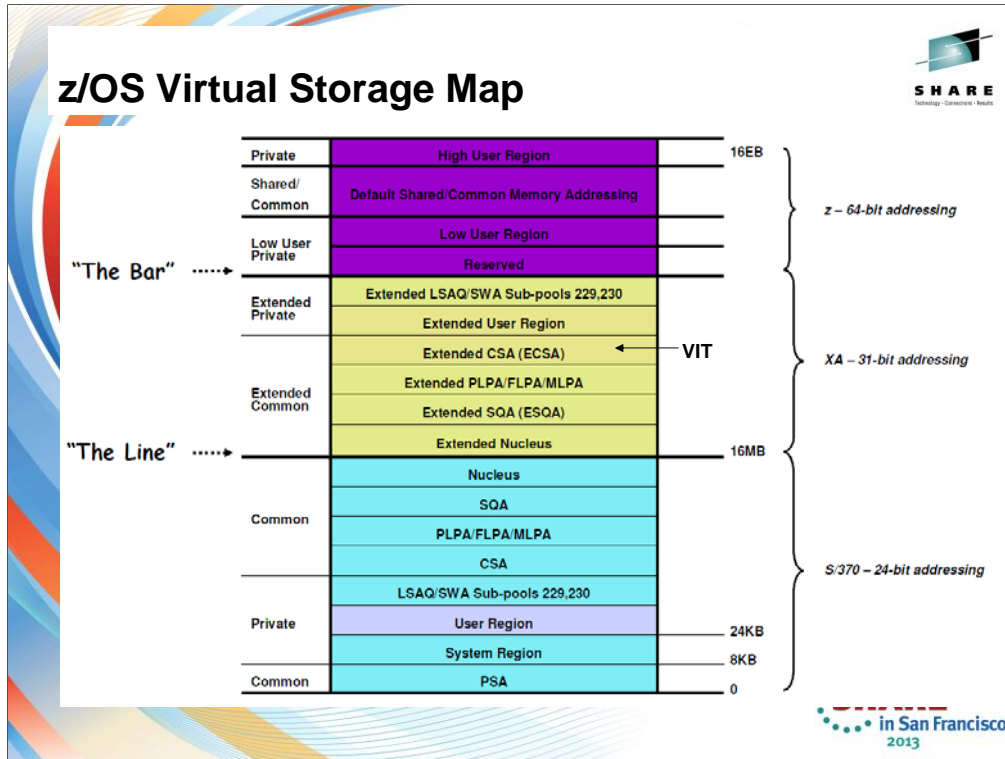 z/OS Virtual Storage Map
SHARE
Technology • Connections • Results
Private
High User Region
16EB
Shared/
Common
Default Shared/Common Memory Addressing
z – 64-bit addressing
Low User
Private
Low User Region
Reserved
"The Bar"
Extended
Private
Extended LSAQ/SWA Sub-pools 229,230
Extended User Region
Extended CSA (ECSA)
VIT
XA – 31-bit addressing
Extended
Common
Extended PLPA/FLPA/MLPA
Extended SQA (ESQA)
Extended Nucleus
"The Line"
16MB
Nucleus
SQA
Common
PLPA/FLPA/MLPA
CSA
S/370 – 24-bit addressing
LSAQ/SWA Sub-pools 229,230
Private
User Region
24KB
System Region
8KB
Common
PSA
0
SHARE
in San Francisco
2013